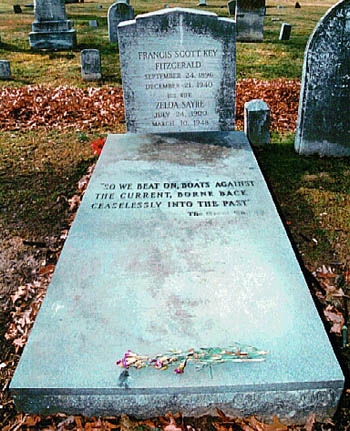 FRANCIS SCOTT KEY
FITZGERALD
SEPTEMBER 24, 1896
DECEMBER 21, 1940
HIS WIFE
ZELDA SAYRE
JULY 24, 1900
MARCH 10, 1948
"SO WE BEAT ON, BOATS AGAINST
THE CURRENT, BORNE BACK
CEASELESSLY INTO THE PAST"
The Great